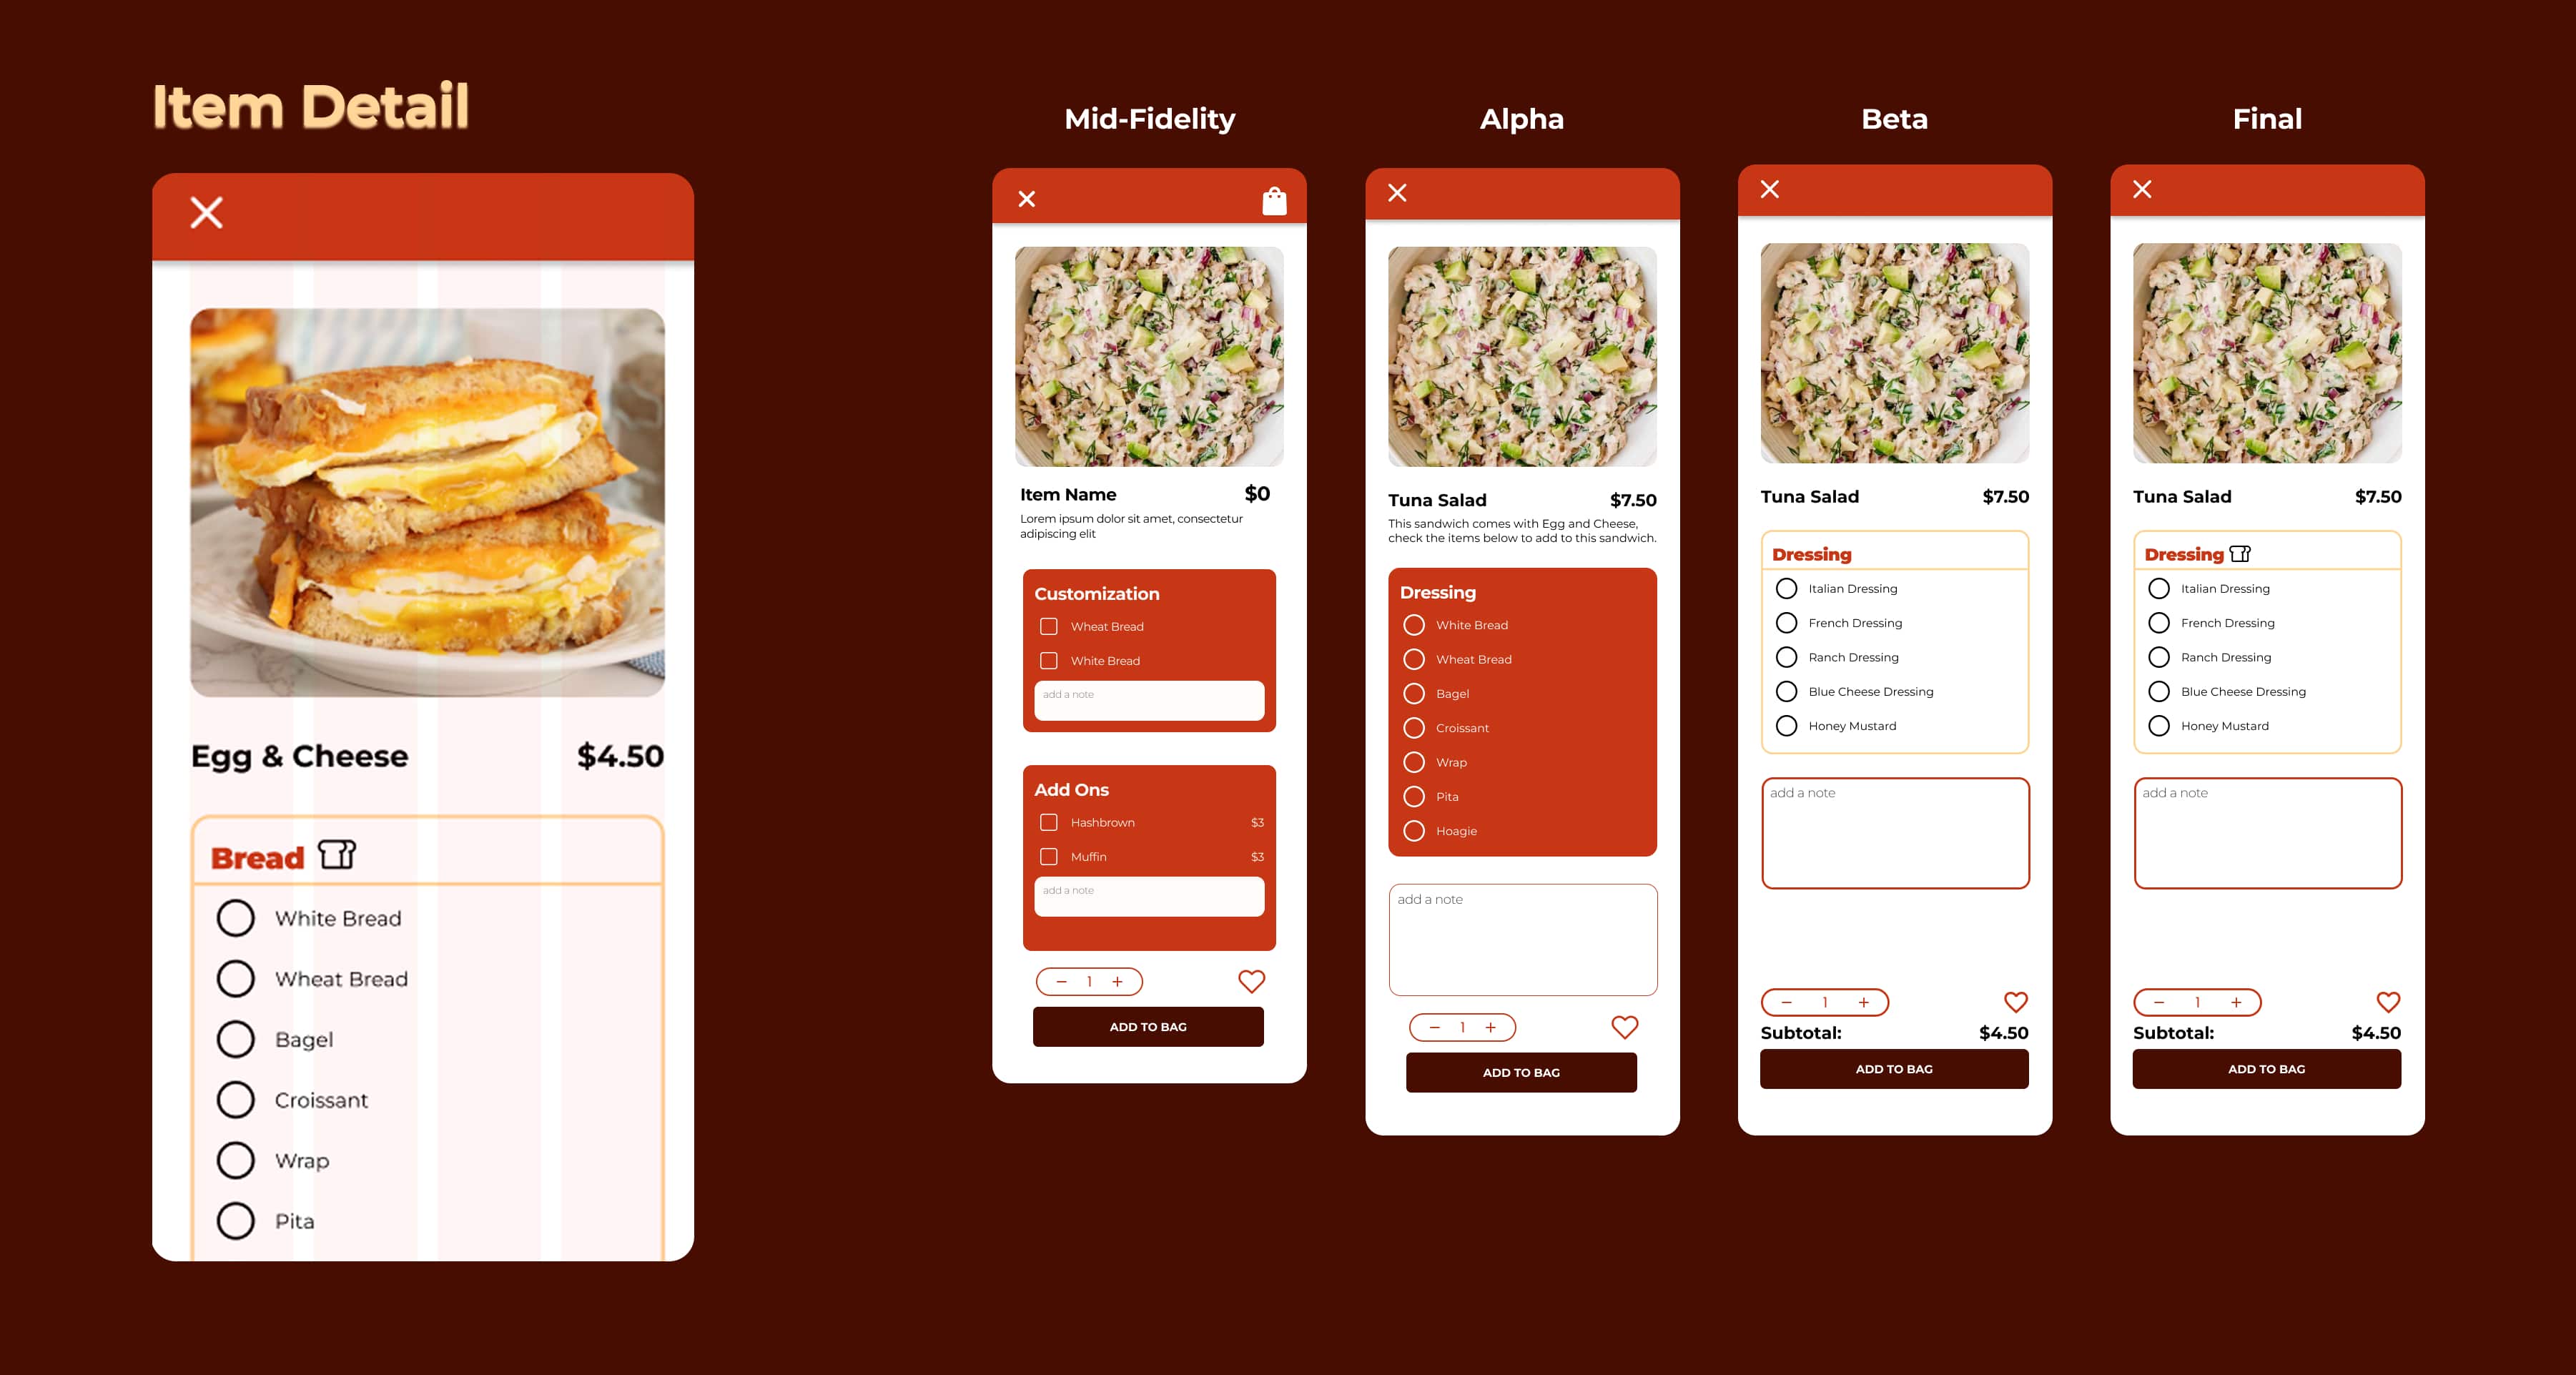 Item Detail
Egg & Cheese $4.50
Bread
White Bread
Wheat Bread
Bagel
Croissant
Wrap
Pita
Mid-Fidelity
Item Name $0
Lorem ipsum dolor sit amet, consectetur
adipiscing elit
Customization
Wheat Bread
White Bread
add a note
Add Ons
Hashbrown $3
Muffin $3
add a note
− 1 +
ADD TO BAG
Alpha
Tuna Salad $7.50
This sandwich comes with Egg and Cheese,
check the items below to add to this sandwich.
Dressing
White Bread
Wheat Bread
Bagel
Croissant
Wrap
Pita
Hoagie
add a note
− 1 +
ADD TO BAG
Beta
Tuna Salad $7.50
Dressing
Italian Dressing
French Dressing
Ranch Dressing
Blue Cheese Dressing
Honey Mustard
add a note
− 1 +
Subtotal: $4.50
ADD TO BAG
Final
Tuna Salad $7.50
Dressing
Italian Dressing
French Dressing
Ranch Dressing
Blue Cheese Dressing
Honey Mustard
add a note
− 1 +
Subtotal: $4.50
ADD TO BAG